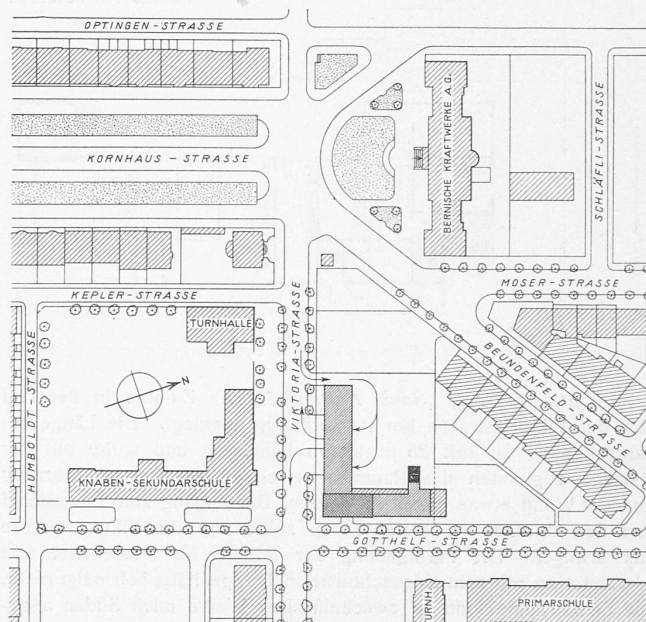 OPTINGEN-STRASSE
KORNHAUS - STRASSE
BERNISCHE KRAFTWERKE A.G.
SCHLÄFLI-STRASSE
MOSER-STRASSE
KEPLER-STRASSE
TURNHALLE
VIKTORIA-STRASSE
HUMBOLDT-STRASSE
N
BEUNDENFELD-STRASSE
KNABEN-SEKUNDARSCHULE
GOTTHELF-STRASSE
TURNH.
PRIMARSCHULE